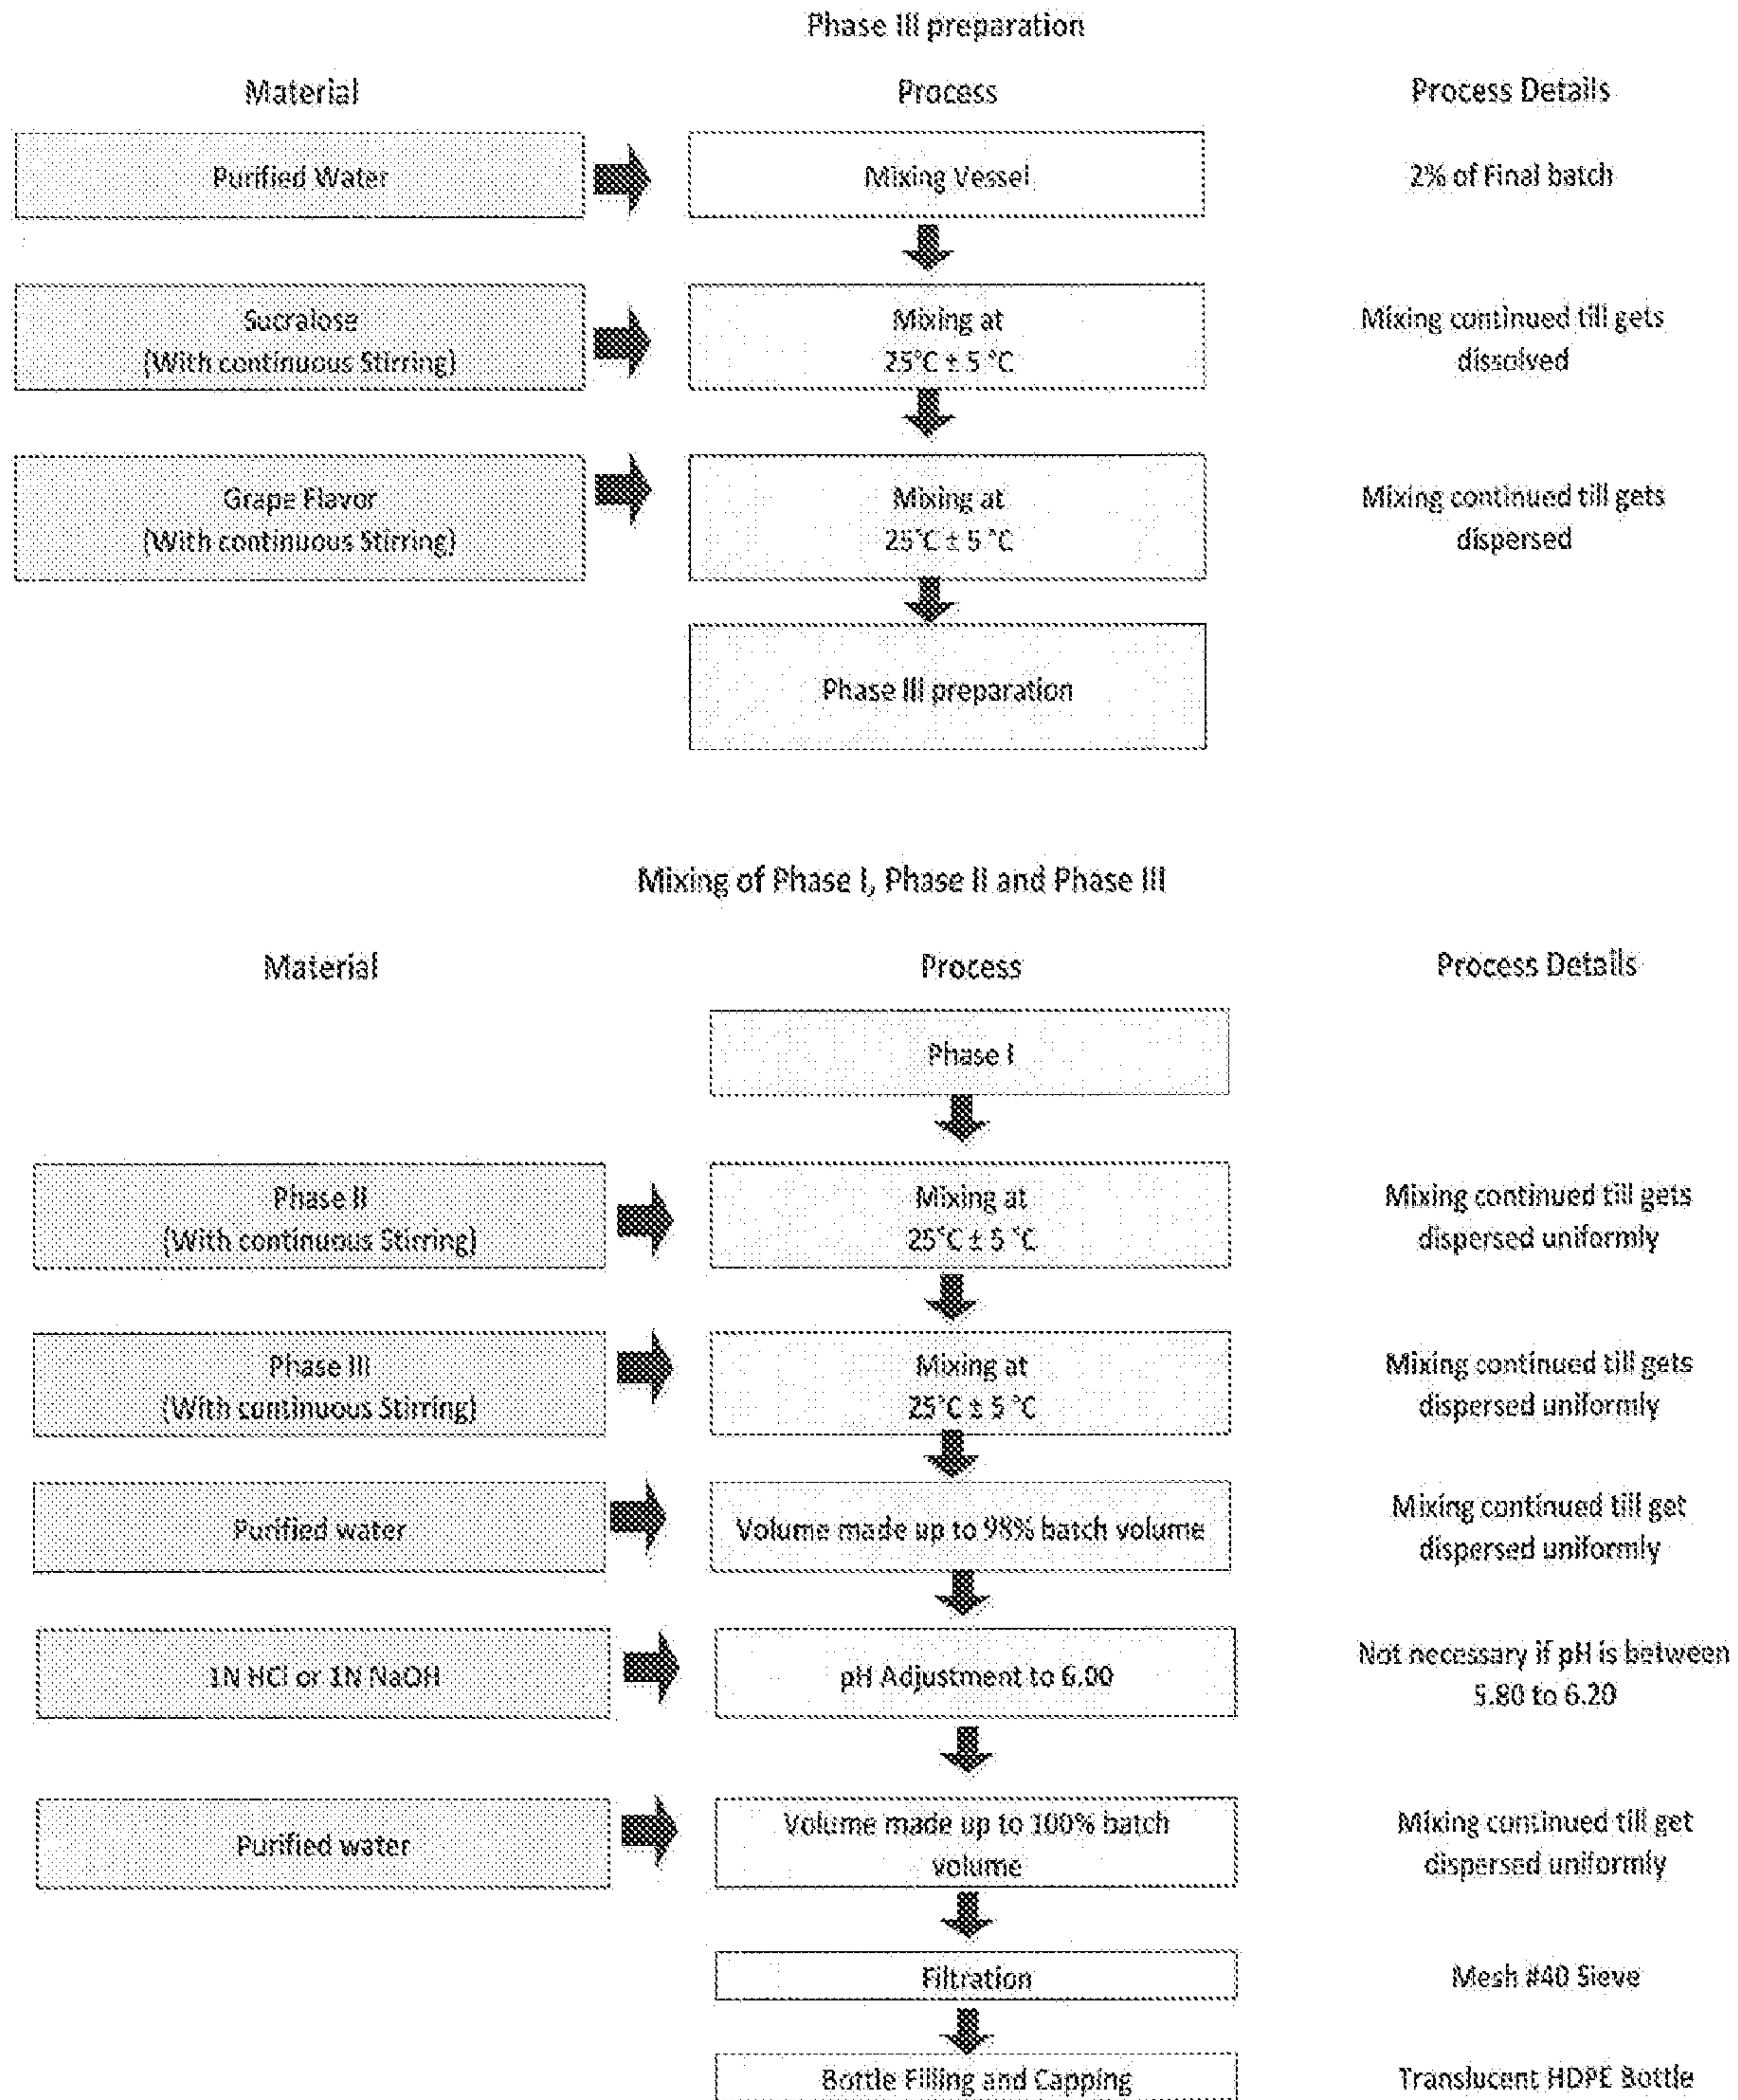 Phase III preparation
Material
Process
Process Details
Purified Water
Mixing Vessel
2% of Final batch
Sucralose
(With continuous Stirring)
Mixing at
25°C ± 5 °C
Mixing continued till gets
dissolved
Grape Flavor
(With continuous Stirring)
Mixing at
25°C ± 5 °C
Mixing continued till gets
dispersed
Phase III preparation
Mixing of Phase I, Phase II and Phase III
Material
Process
Process Details
Phase I
Phase II
(With continuous Stirring)
Mixing at
25°C ± 5 °C
Mixing continued till gets
dispersed uniformly
Phase III
(With continuous Stirring)
Mixing at
25°C ± 5 °C
Mixing continued till gets
dispersed uniformly
Purified water
Volume made up to 98% batch volume
Mixing continued till get
dispersed uniformly
1N HCl or 1N NaOH
pH Adjustment to 6.00
Not necessary if pH is between
5.80 to 6.20
Purified water
Volume made up to 100% batch
volume
Mixing continued till get
dispersed uniformly
Filtration
Mesh #40 Sieve
Bottle Filling and Capping
Translucent HDPE Bottle